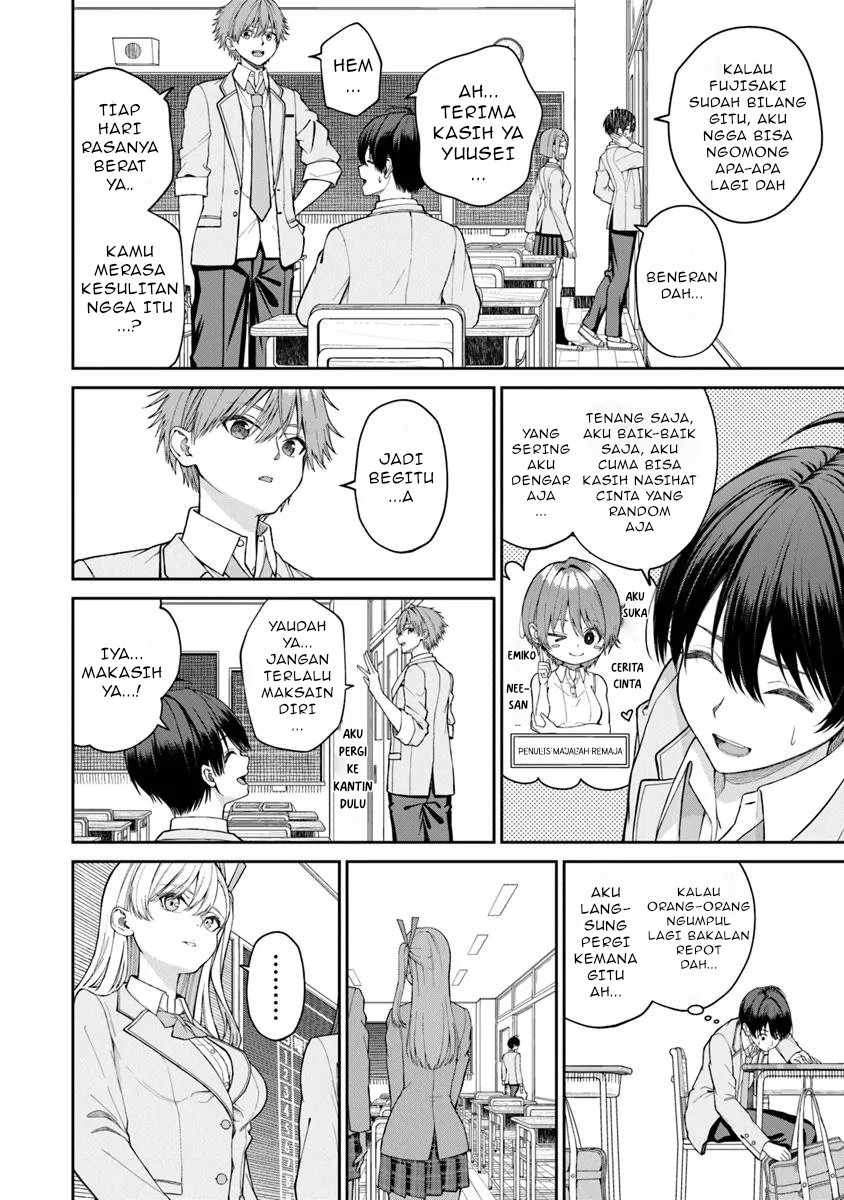 KALAU
FUJISAKI
SUDAH BILANG
GITU, AKU
NGGA BISA
NGOMONG
APA-APA
LAGI DAH
BENERAN
DAH...
AH...
TERIMA
KASIH YA
YUUSEI
...
HEM
...
TIAP
HARI
RASANYA
BERAT
YA..
KAMU
MERASA
KESULITAN
NGGA ITU
...?
TENANG SAJA,
AKU BAIK-BAIK
SAJA, AKU
CUMA BISA
KASIH NASIHAT
CINTA YANG
RANDOM
AJA
YANG
SERING
AKU
DENGAR
AJA
...
AKU
SUKA
CERITA
CINTA
EMIKO
NEE-
SAN
...
PENULIS MAJALAH REMAJA
JADI
BEGITU
...A
YAUDAH
YA...
JANGAN
TERLALU
MAKSAIN
DIRI
...
AKU
PERGI
KE
KANTIN
DULU
IYA...
MAKASIH
YA...!
KALAU
ORANG-ORANG
NGUMPUL
LAGI BAKALAN
REPOT
DAH...
AKU
LANG-
SUNG
PERGI
KEMANA
GITU
AH...
........